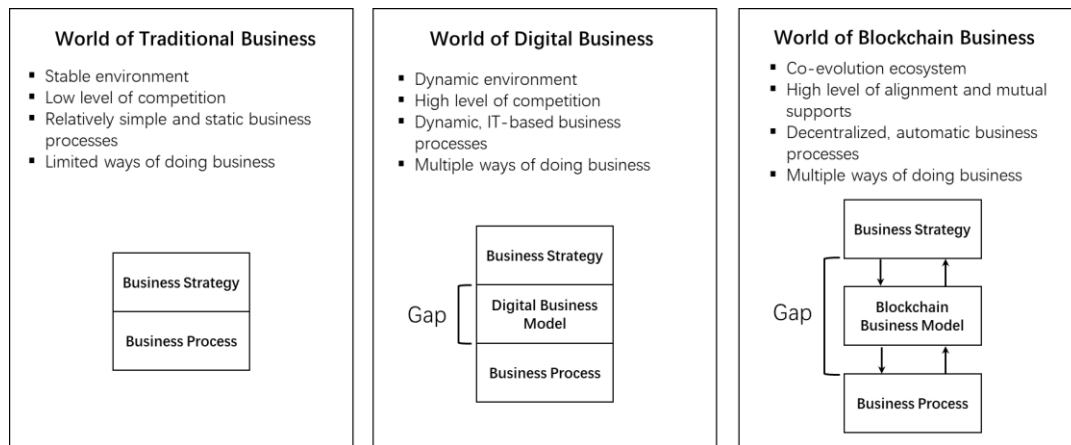 World of Traditional Business
▪ Stable environment
▪ Low level of competition
▪ Relatively simple and static business
processes
▪ Limited ways of doing business
Business Strategy
Business Process
World of Digital Business
▪ Dynamic environment
▪ High level of competition
▪ Dynamic, IT-based business
processes
▪ Multiple ways of doing business
Business Strategy
Gap
Digital Business
Model
Business Process
World of Blockchain Business
▪ Co-evolution ecosystem
▪ High level of alignment and mutual
supports
▪ Decentralized, automatic business
processes
▪ Multiple ways of doing business
Business Strategy
Gap
Blockchain
Business Model
Business Process